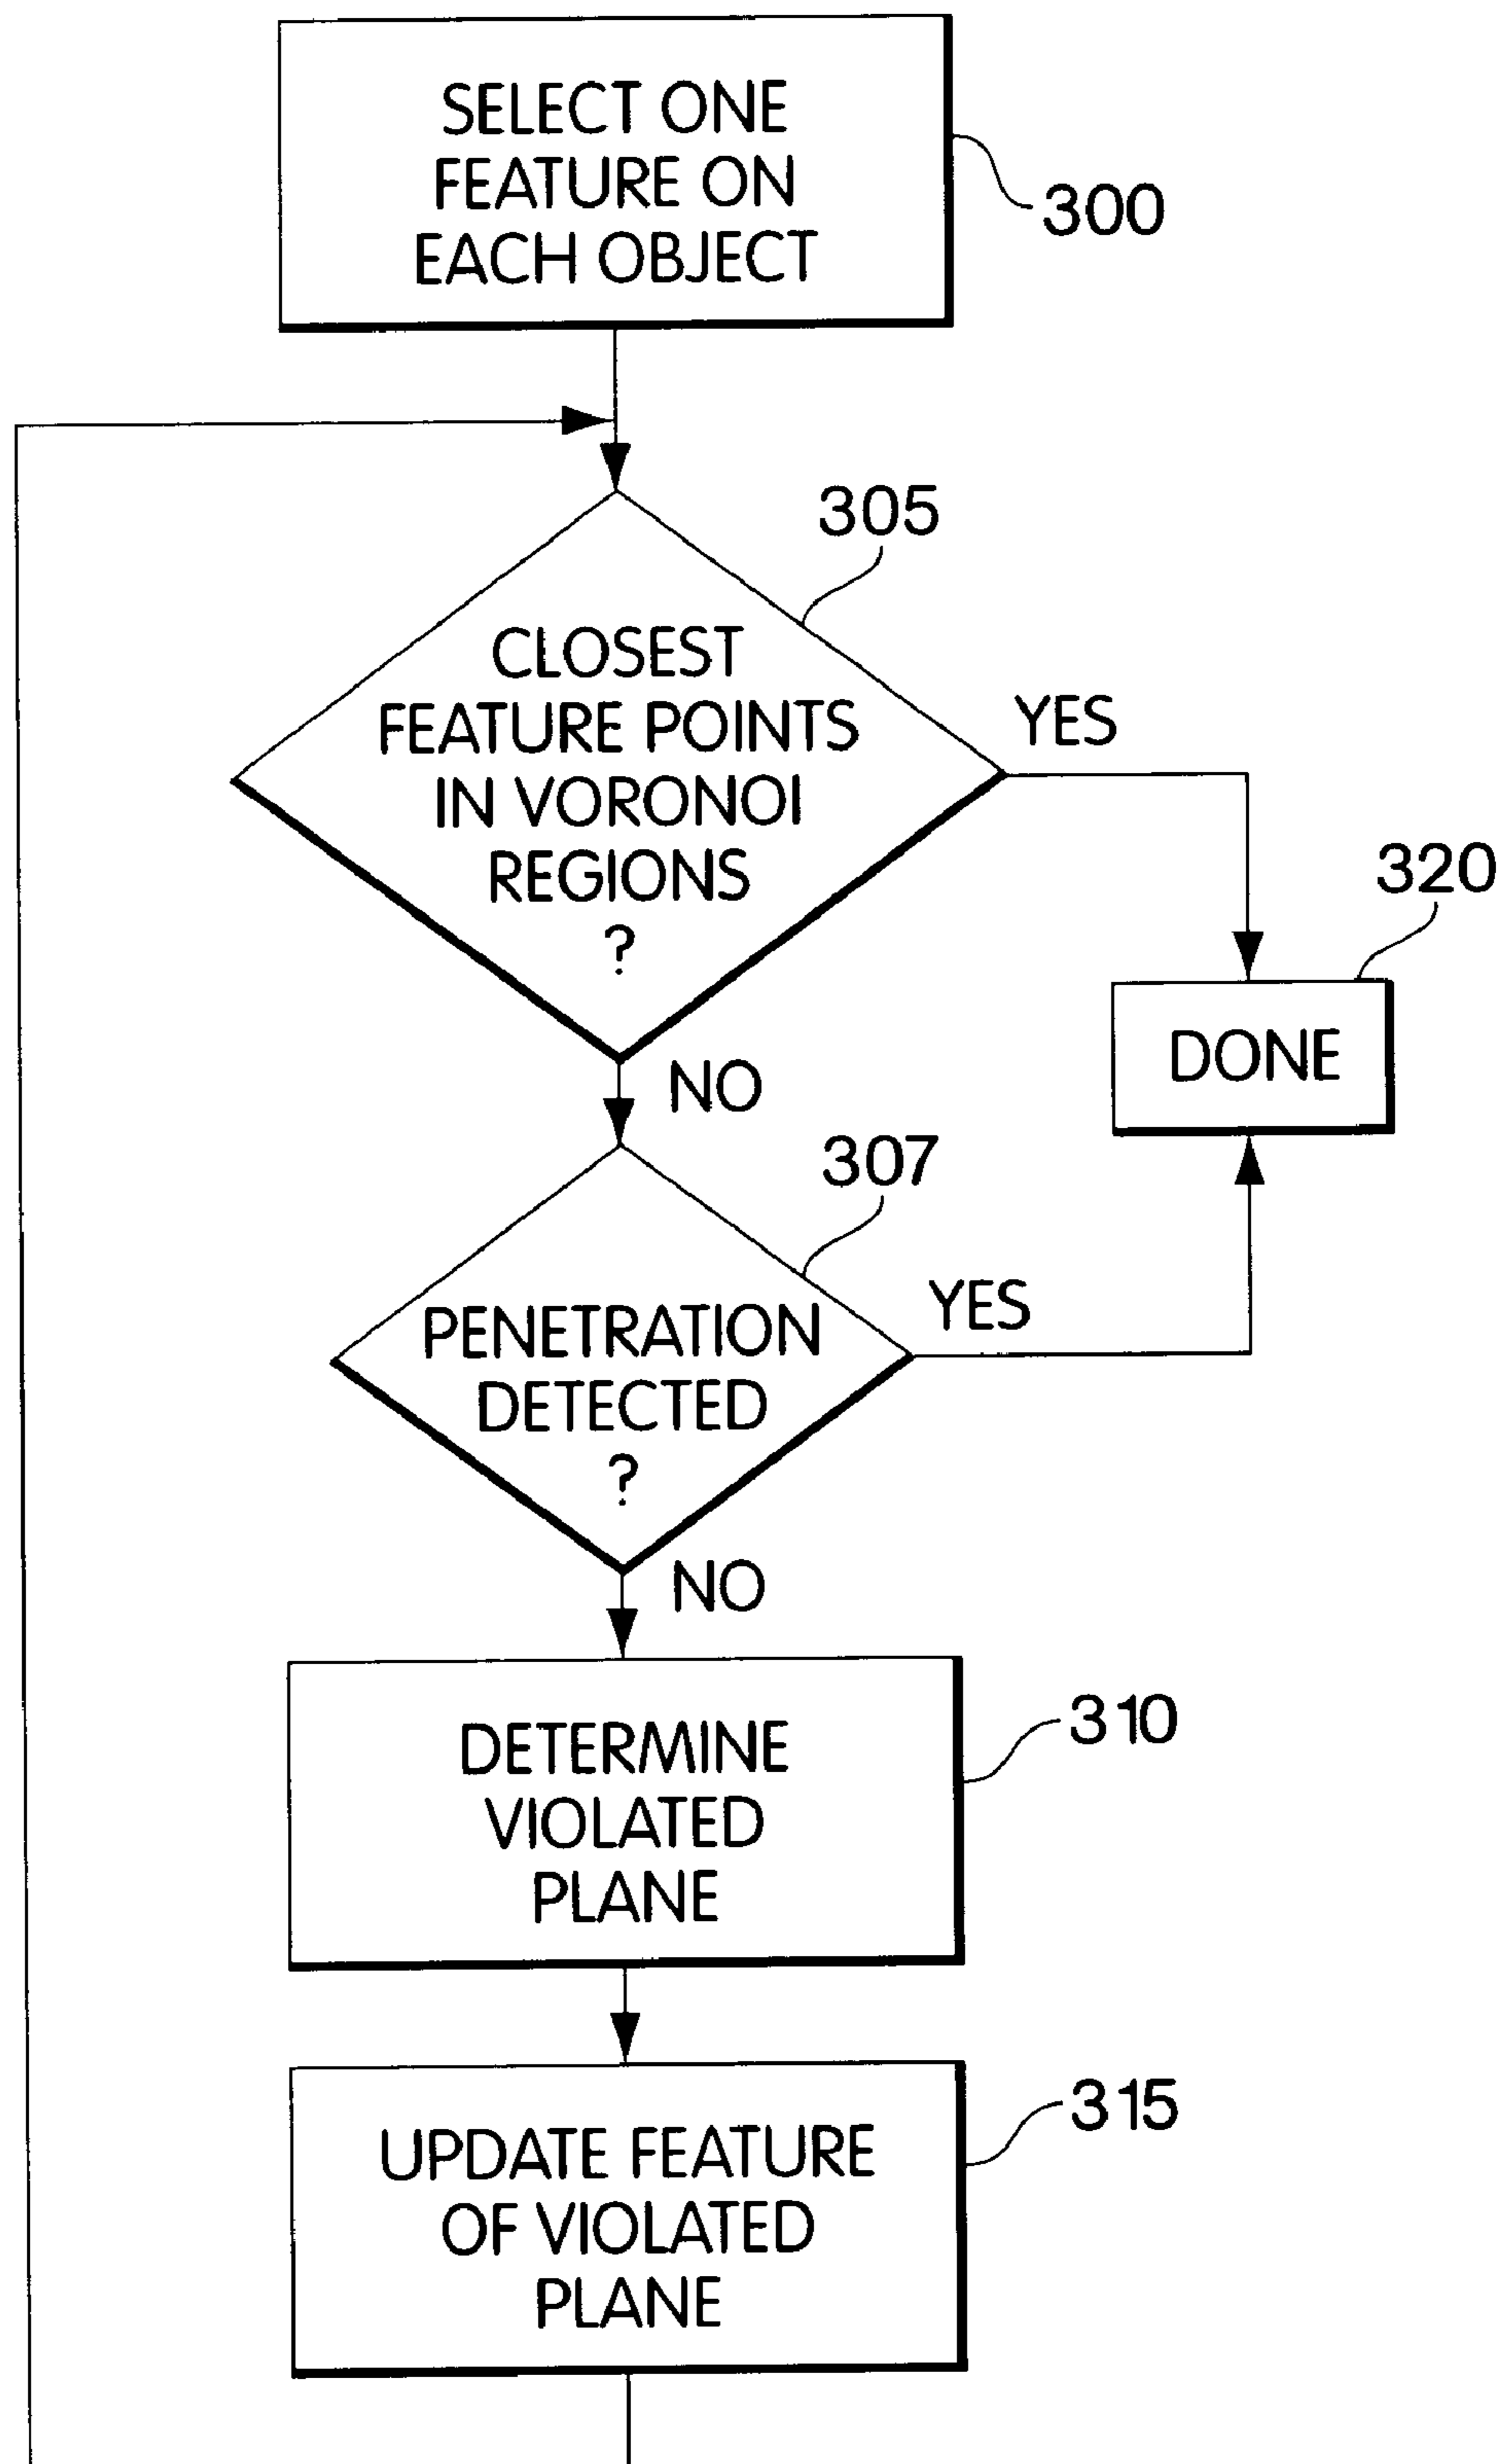 SELECT ONE
FEATURE ON
EACH OBJECT
300
305
CLOSEST
FEATURE POINTS
IN VORONOI
REGIONS
?
YES
320
DONE
NO
307
PENETRATION
DETECTED
?
YES
NO
310
DETERMINE
VIOLATED
PLANE
315
UPDATE FEATURE
OF VIOLATED
PLANE